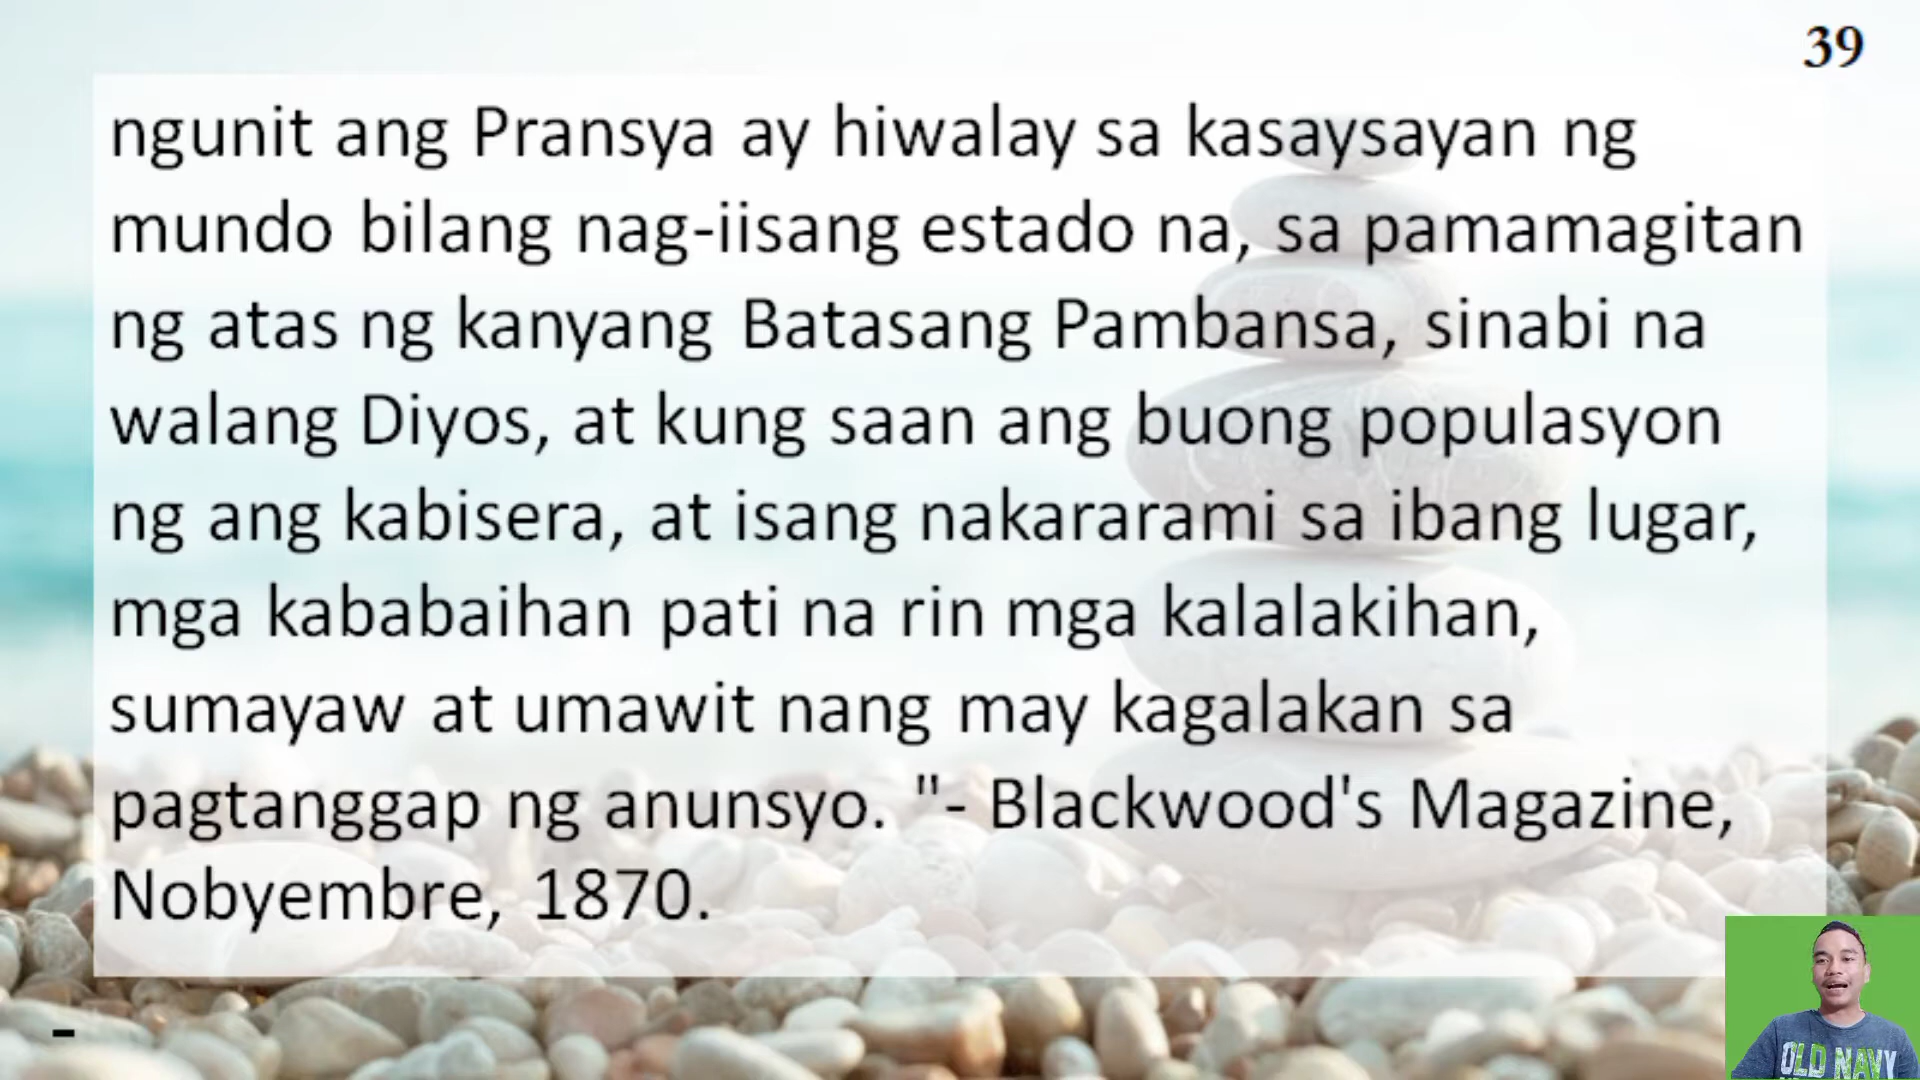 39
ngunit ang Pransya ay hiwalay sa kasaysayan ng
mundo bilang nag-iisang estado na, sa pamamagitan
ng atas ng kanyang Batasang Pambansa, sinabi na
walang Diyos, at kung saan ang buong populasyon
ng ang kabisera, at isang nakararami sa ibang lugar,
mga kababaihan pati na rin mga kalalakihan,
sumayaw at umawit nang may kagalakan sa
pagtanggap ng anunsyo. "- Blackwood's Magazine,
Nobyembre, 1870.
-
OLD NAVY